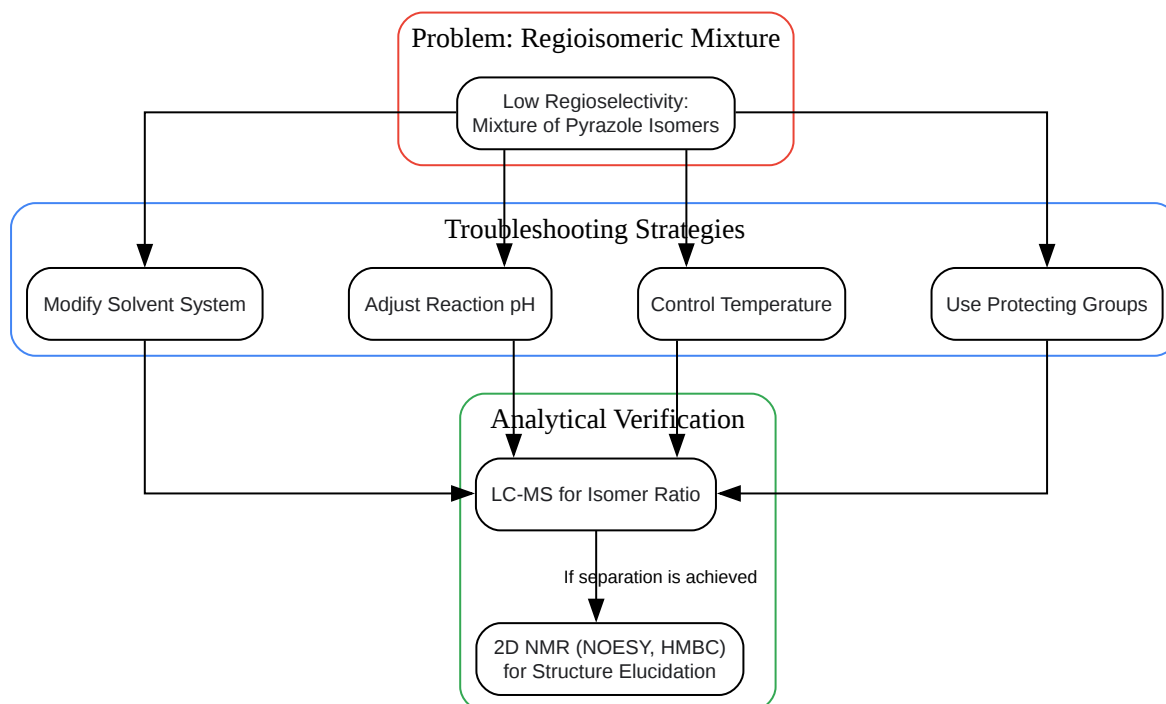 Problem: Regioisomeric Mixture
Low Regioselectivity:
Mixture of Pyrazole Isomers
Troubleshooting Strategies
Modify Solvent System
Adjust Reaction pH
Control Temperature
Use Protecting Groups
Analytical Verification
LC-MS for Isomer Ratio
If separation is achieved
2D NMR (NOESY, HMBC)
for Structure Elucidation